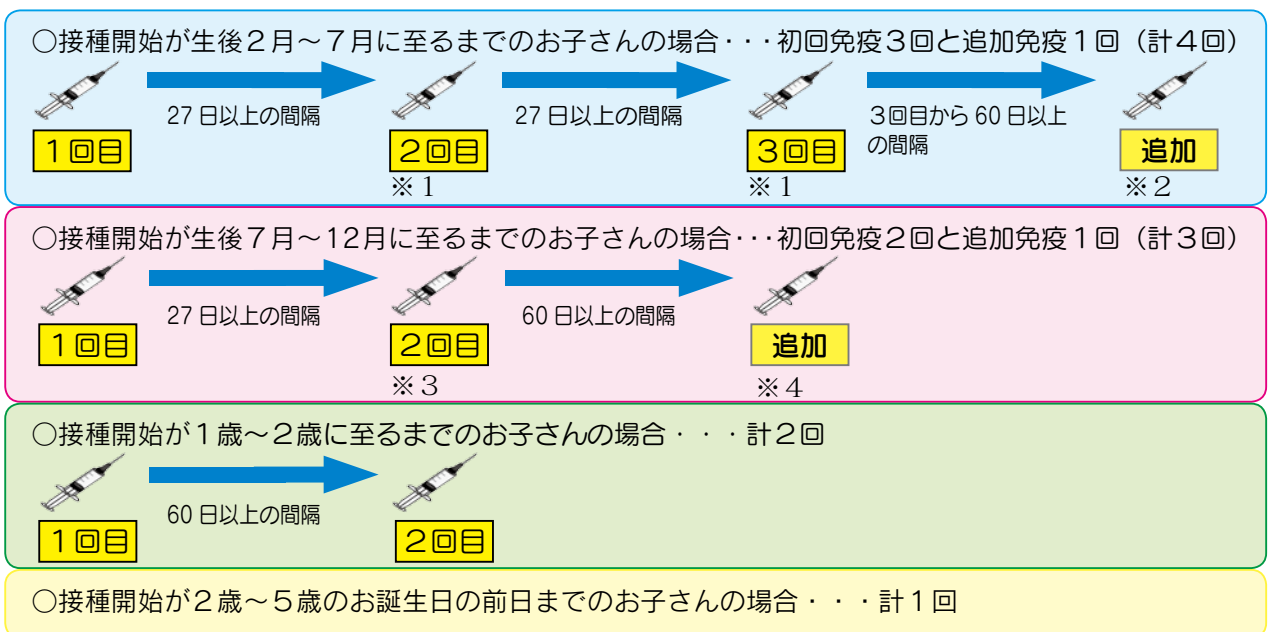 ○接種開始が生後２月～７月に至るまでのお子さんの場合･･･初回免疫３回と追加免疫１回（計４回）
27 日以上の間隔
27 日以上の間隔
３回目から 60 日以上
の間隔
１回目
２回目
３回目
追加
※１
※１
※２
○接種開始が生後７月～12月に至るまでのお子さんの場合･･･初回免疫２回と追加免疫１回（計３回）
27 日以上の間隔
60 日以上の間隔
１回目
２回目
追加
※３
※４
○接種開始が１歳～２歳に至るまでのお子さんの場合・・・計２回
60 日以上の間隔
１回目
２回目
○接種開始が２歳～５歳のお誕生日の前日までのお子さんの場合・・・計１回